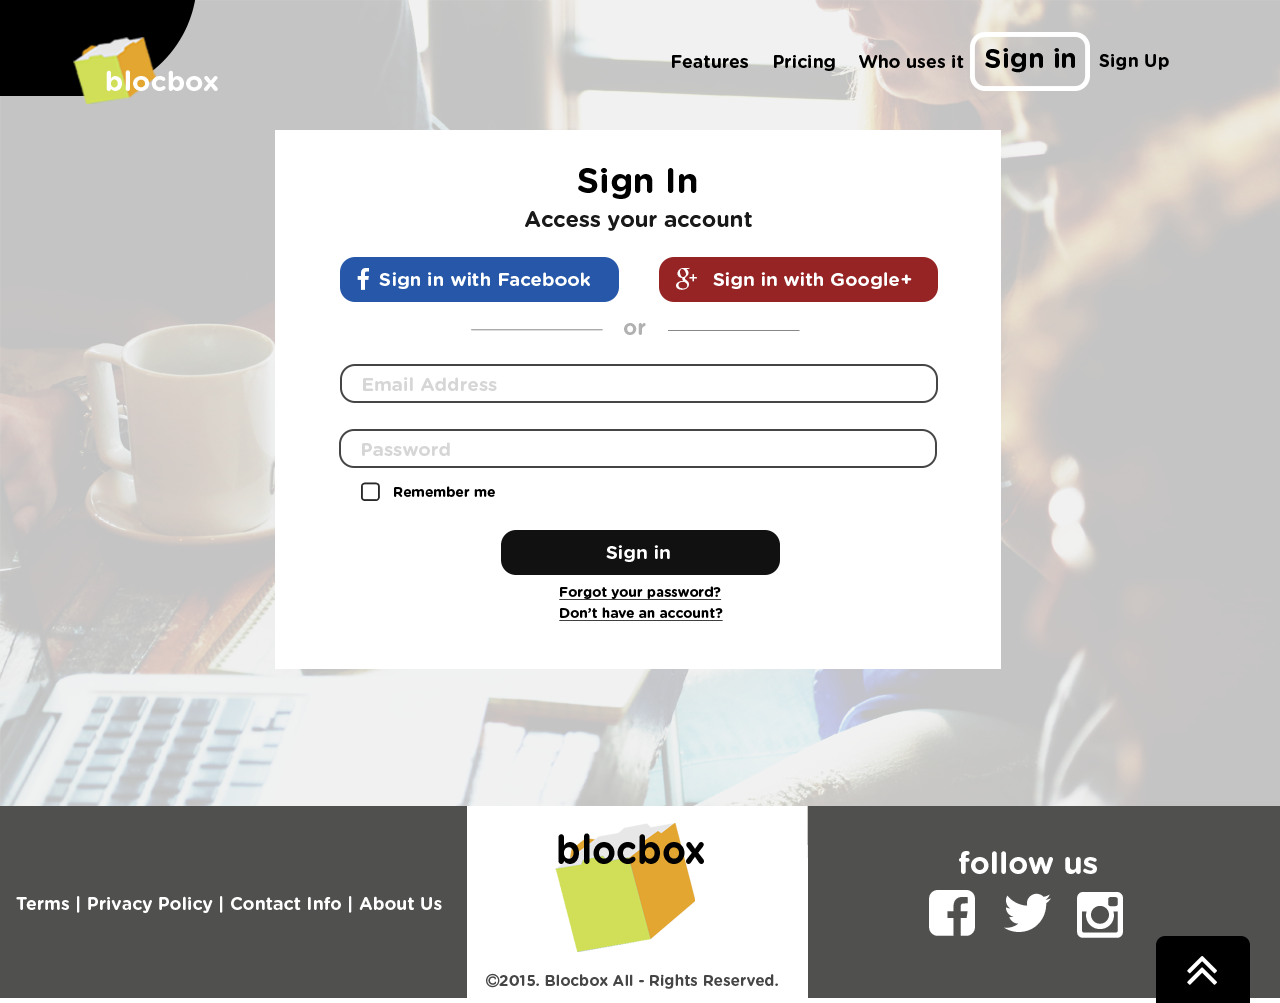 blocbox
Features Pricing Who uses it Sign in Sign Up
Sign In
Access your account
Sign in with Facebook Sign in with Google+
or
Email Address
Password
Remember me
Sign in
Forgot your password?
Don't have an account?
blocbox
follow us
Terms | Privacy Policy | Contact Info | About Us
©2015. Blocbox All - Rights Reserved.